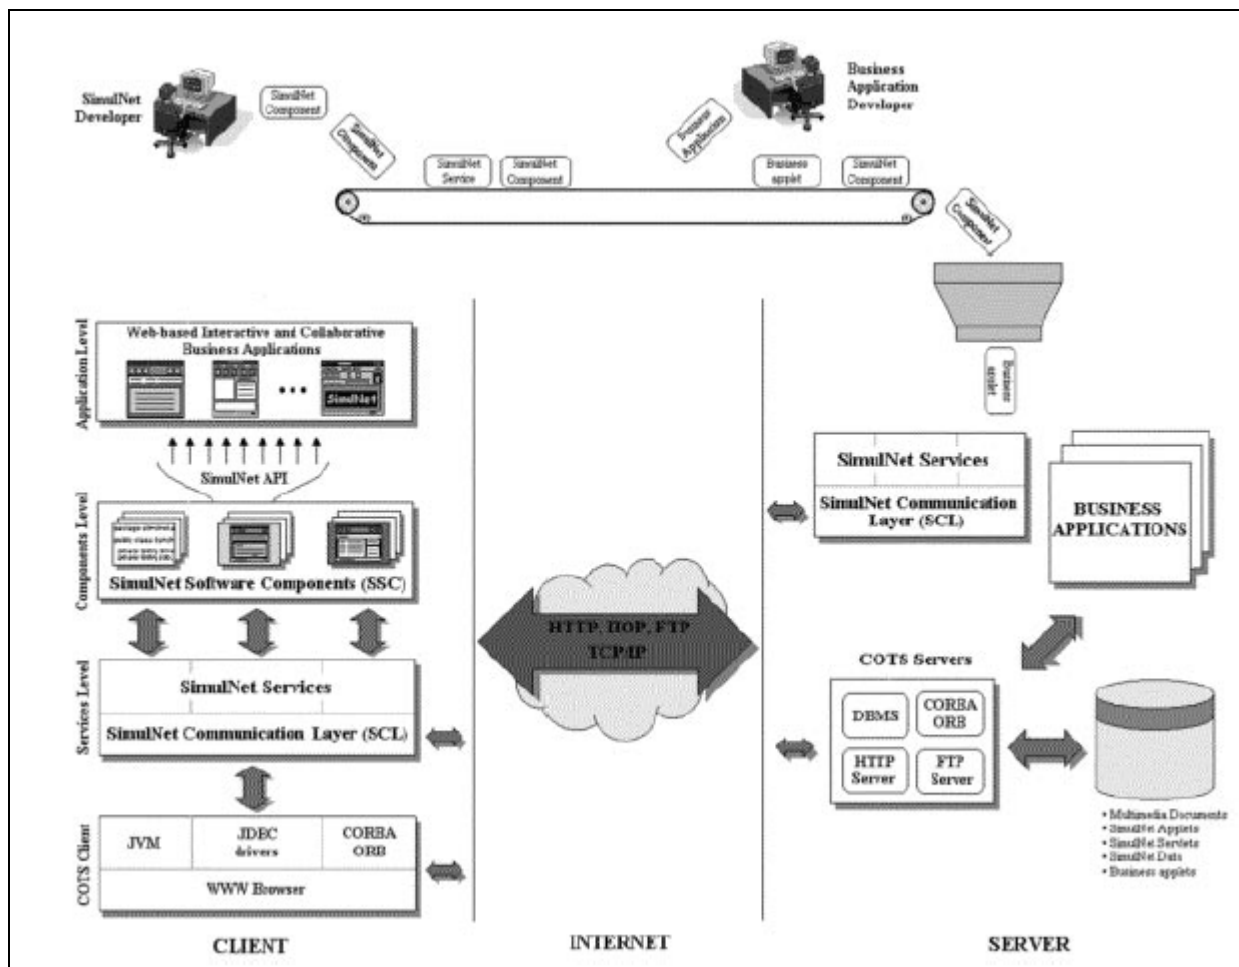 SimulNet
Developer
SimulNet
Component
SimulNet
Component
SimulNet
Service
SimulNet
Component
Business
Application
Business
Application
Developer
Business
applet
SimulNet
Component
SimulNet
Component
Business
applet
Application Level
Web-based Interactive and Collaborative
Business Applications
SimulNet
SimulNet API
Components Level
SimulNet Software Components (SSC)
Services Level
SimulNet Services
SimulNet Communication Layer (SCL)
COTS Client
JVM
JDEC
drivers
CORBA
ORB
WWW Browser
CLIENT
HTTP, IIOP, FTP
TCP/IP
INTERNET
SimulNet Services
SimulNet Communication
Layer (SCL)
BUSINESS
APPLICATIONS
COTS Servers
DBMS
CORBA
ORB
HTTP
Server
FTP
Server
• Multimedia Documents
• SimulNet Applets
• SimulNet Servlets
• SimulNet Data
• Business applets
SERVER